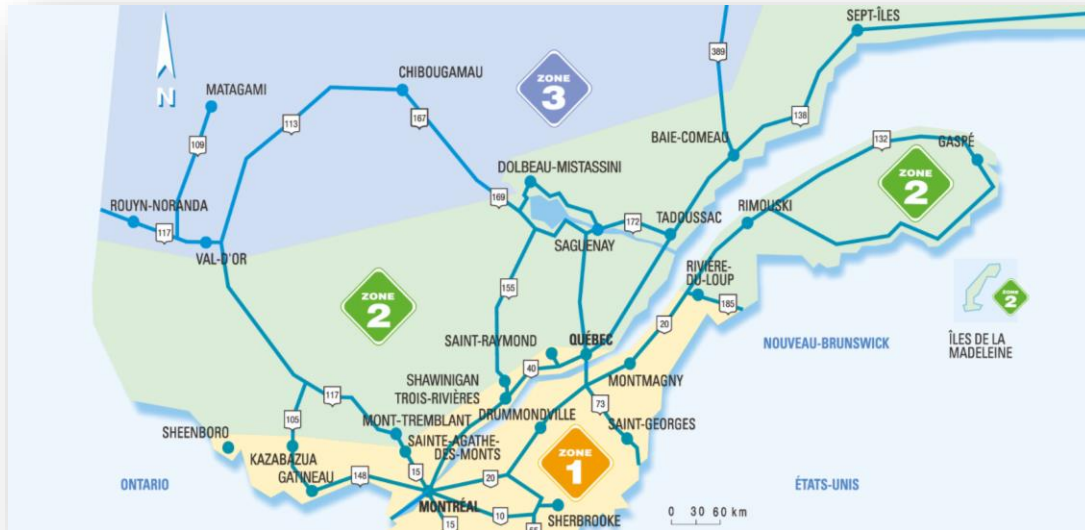 SEPT-ÎLES
389
CHIBOUGAMAU
ZONE
3
N
MATAGAMI
113
167
138
109
BAIE-COMEAU
132
GASPÉ
DOLBEAU-MISTASSINI
ZONE
2
ROUYN-NORANDA
169
RIMOUSKI
117
172
TADOUSSAC
VAL-D'OR
SAGUENAY
RIVIÈRE-
DU-LOUP
155
185
ZONE
2
ZONE
2
20
SAINT-RAYMOND
QUÉBEC
NOUVEAU-BRUNSWICK
ÎLES DE LA
MADELEINE
40
SHAWINIGAN
MONTMAGNY
TROIS-RIVIÈRES
117
73
105
MONT-TREMBLANT
DRUMMONDVILLE
SAINT-GEORGES
SHEENBORO
SAINTE-AGATHE-
DES-MONTS
KAZABAZUA
ZONE
1
15
GATINEAU
148
20
ONTARIO
ÉTATS-UNIS
MONTRÉAL
10
SHERBROOKE
0 30 60 km
15
55